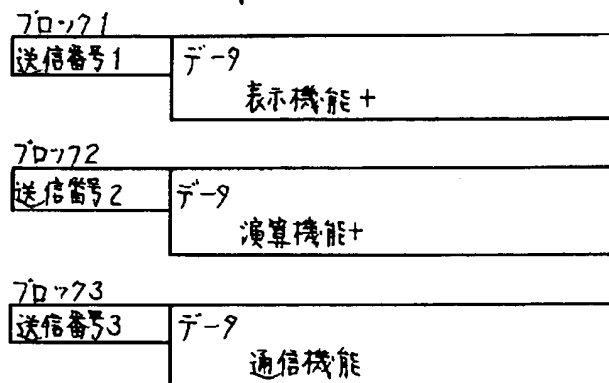 ブロック1
送信番号1 データ
表示機能+
ブロック2
送信番号2 データ
演算機能+
ブロック3
送信番号3 データ
通信機能